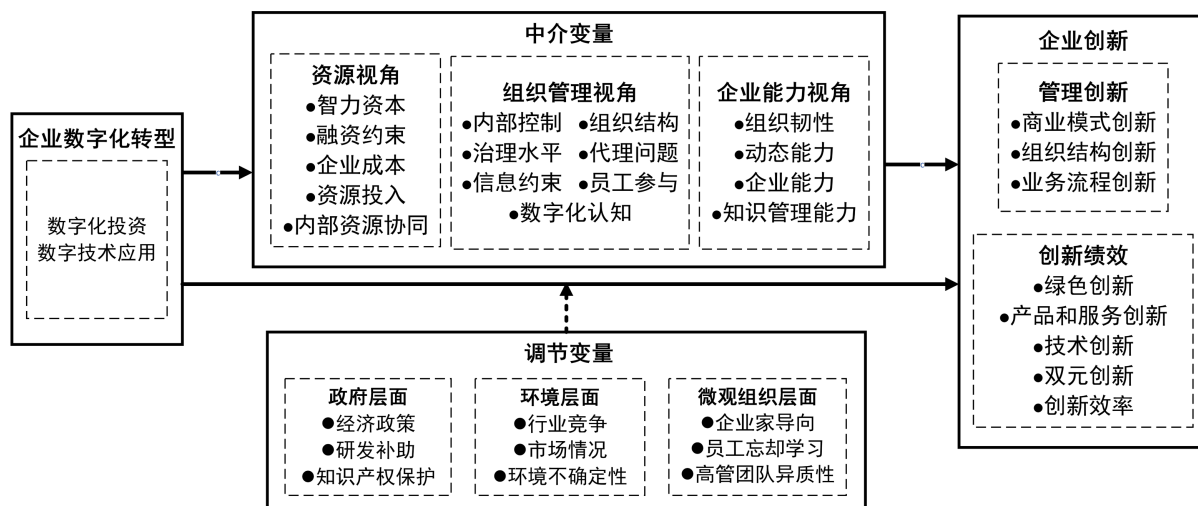 企业数字化转型
数字化投资
数字技术应用
中介变量
资源视角
●智力资本
●融资约束
●企业成本
●资源投入
●内部资源协同
组织管理视角
●内部控制 ●组织结构
●治理水平 ●代理问题
●信息约束 ●员工参与
●数字化认知
企业能力视角
●组织韧性
●动态能力
●企业能力
●知识管理能力
调节变量
政府层面
●经济政策
●研发补助
●知识产权保护
环境层面
●行业竞争
●市场情况
●环境不确定性
微观组织层面
●企业家导向
●员工忘却学习
●高管团队异质性
企业创新
管理创新
●商业模式创新
●组织结构创新
●业务流程创新
创新绩效
●绿色创新
●产品和服务创新
●技术创新
●双元创新
●创新效率